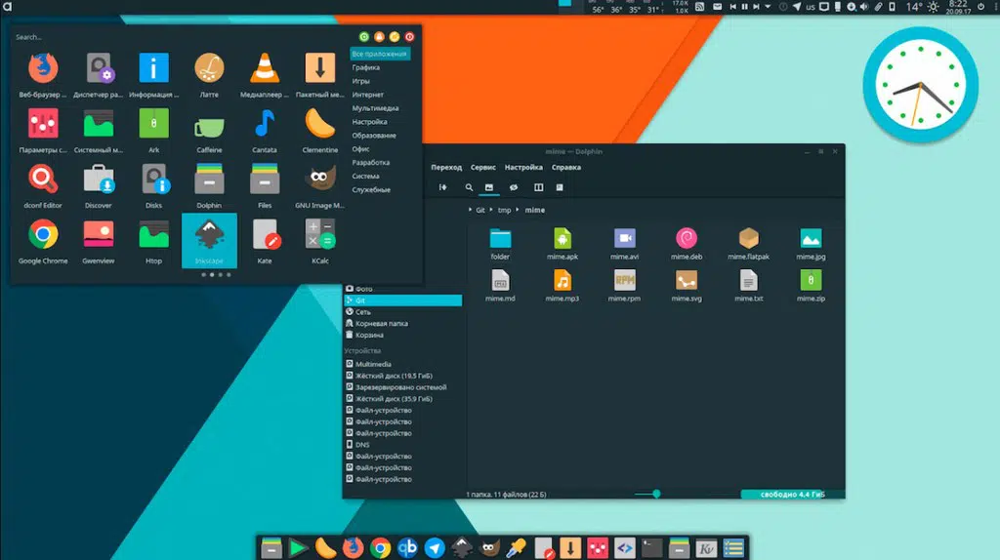 56° 36° 35° 31°
17.0 K
1.0 K
us
14°
8:22
20.09.17
Search...
Веб-браузер ...
Диспетчер ра...
Информация ...
Латте
Медиаплеер ...
Пакетный ме...
Параметры с...
Системный м...
Ark
Caffeine
Cantata
Clementine
dconf Editor
Discover
Disks
Dolphin
Files
GNU Image M...
Google Chrome
Gwenview
Htop
Inkscape
Kate
KCalc
Все приложения
Графика
Игры
Интернет
Мультимедиа
Настройка
Образование
Офис
Разработка
Система
Служебные
mime — Dolphin
Переход Сервис Настройка Справка
Git tmp mime
folder
mime.apk
mime.avi
mime.deb
mime.flatpak
mime.jpg
mime.md
mime.mp3
RPM
mime.rpm
mime.svg
mime.txt
mime.zip
Фото
Git
Сеть
Корневая папка
Корзина
Устройства
Multimedia
Жёсткий диск (19,5 ГиБ)
Зарезервировано системой
Жёсткий диск (35,9 ГиБ)
Файл-устройство
Файл-устройство
Файл-устройство
DNS
Файл-устройство
Файл-устройство
Файл-устройство
1 папка, 11 файлов (22 Б)
свободно 4,4 ГиБ
qb